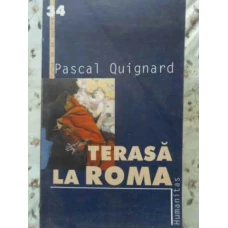 34
Pascal Quignard
TERASĂ
LA ROMA
Humanitas